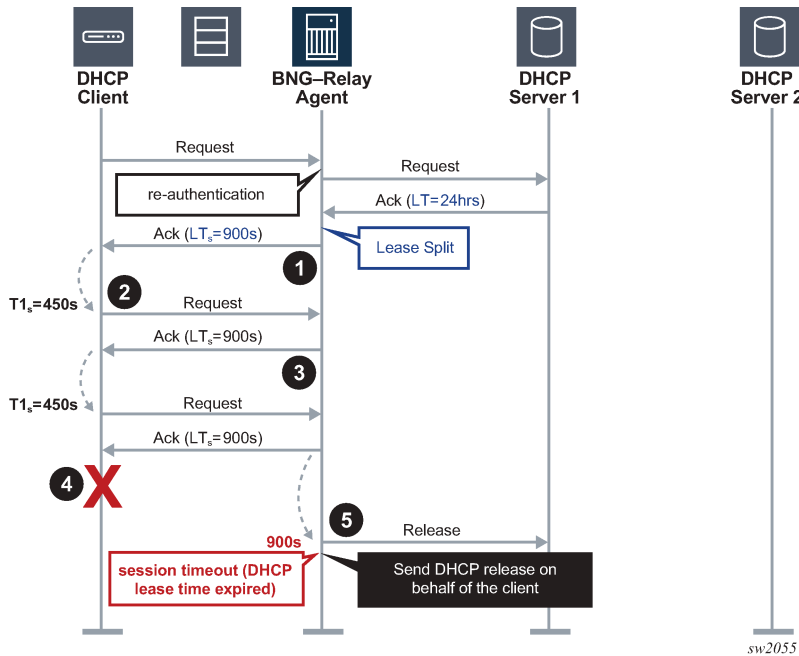 DHCP
Client
BNG–Relay
Agent
DHCP
Server 1
DHCP
Server 2
Request
Request
re-authentication
Ack (LT=24hrs)
Ack (LTs=900s)
Lease Split
1
2
T1s=450s
Request
Ack (LTs=900s)
3
T1s=450s
Request
Ack (LTs=900s)
4
5
Release
900s
session timeout (DHCP
lease time expired)
Send DHCP release on
behalf of the client
sw2055